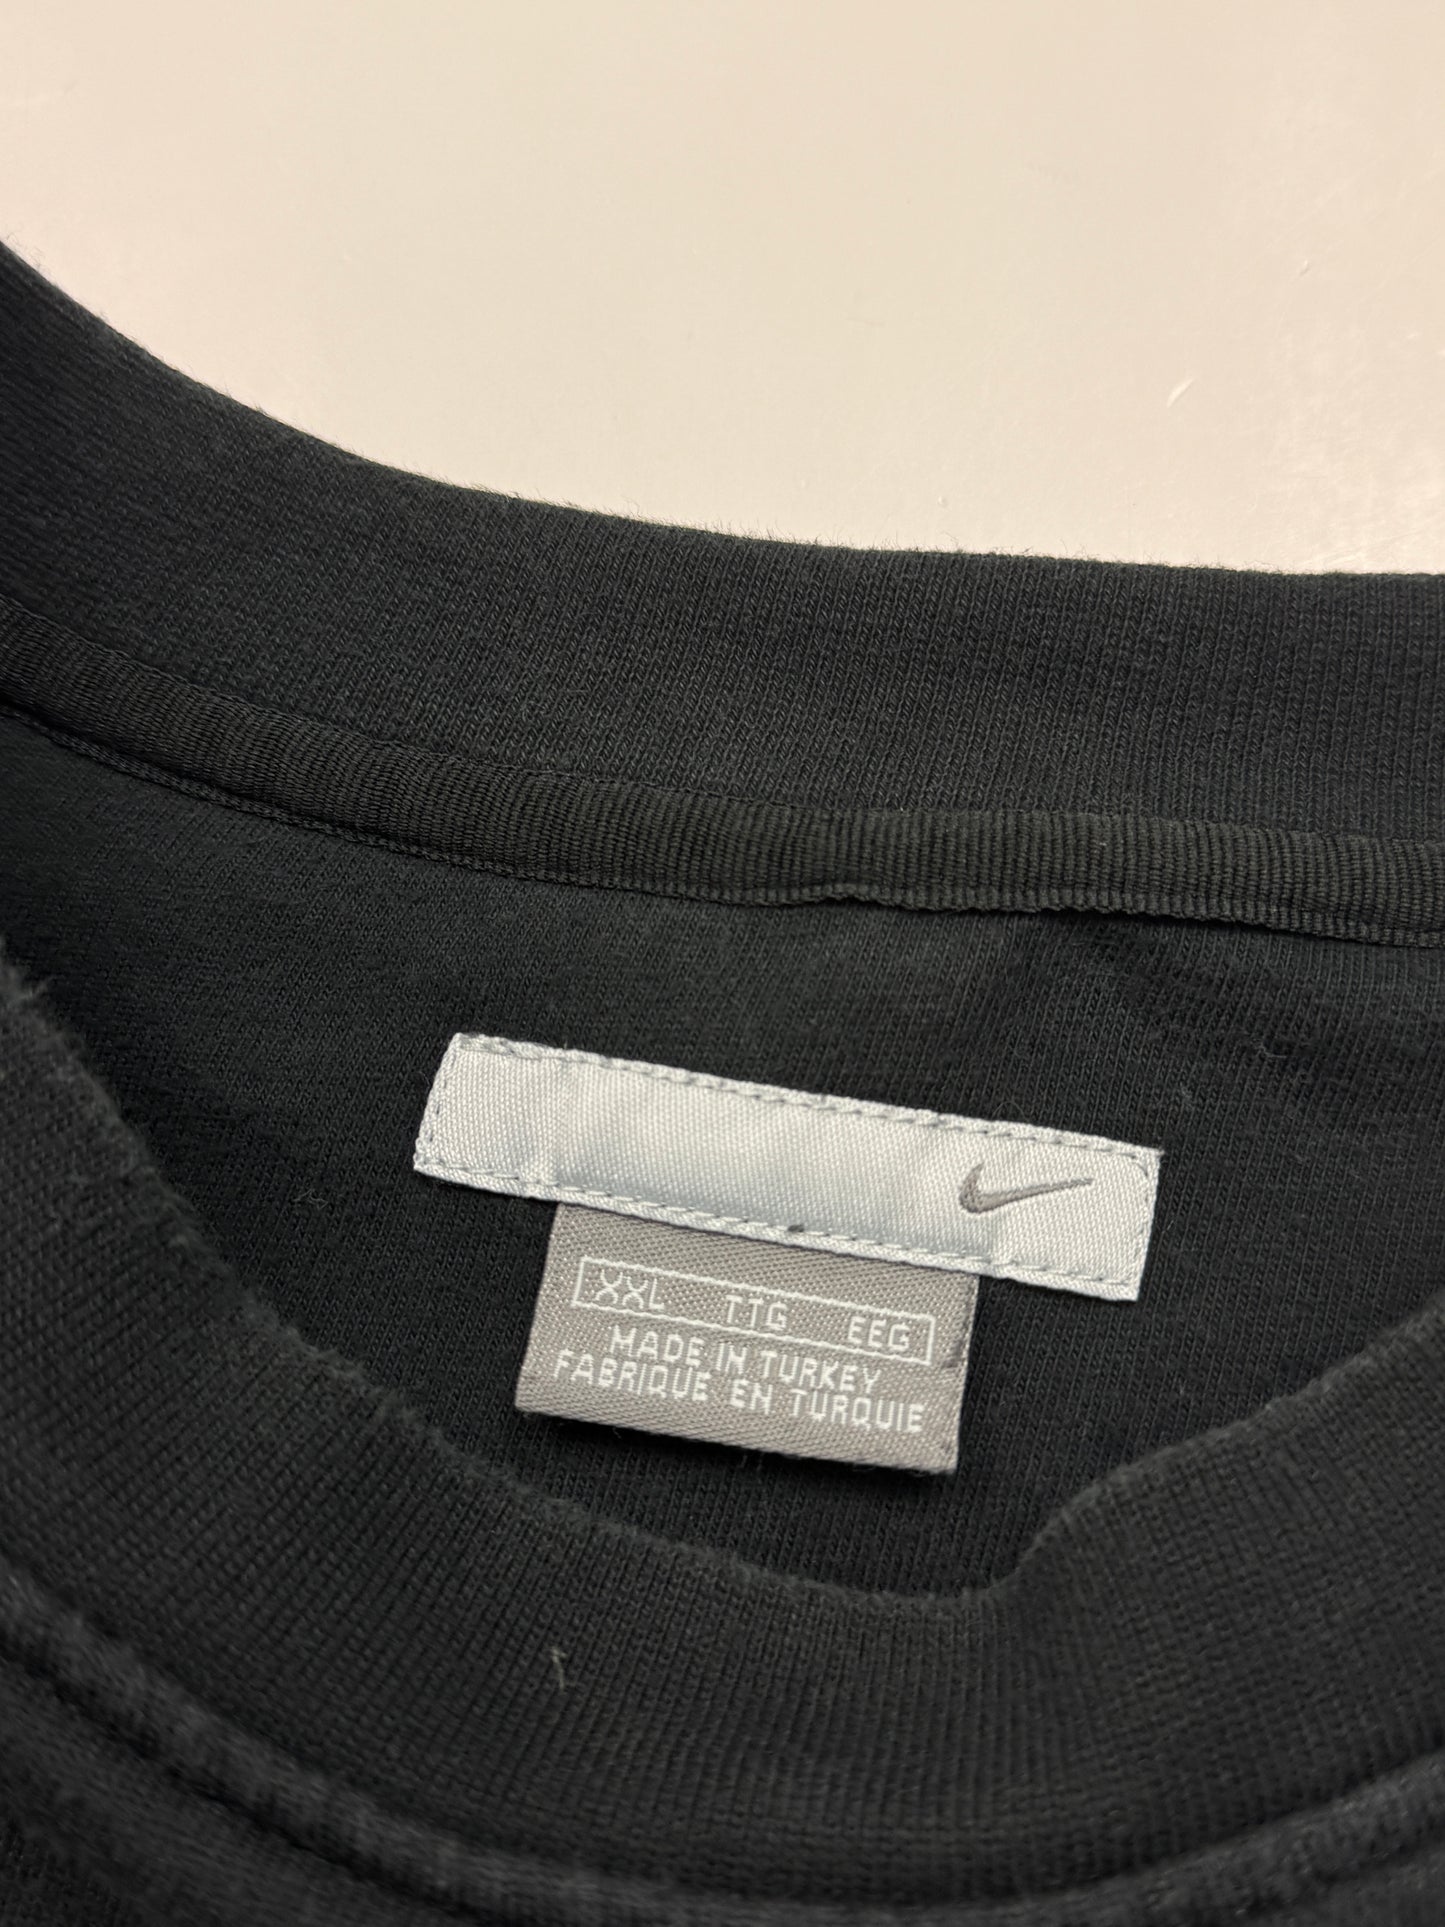 XXL TTG EEG
MADE IN TURKEY
FABRIQUE EN TURQUIE